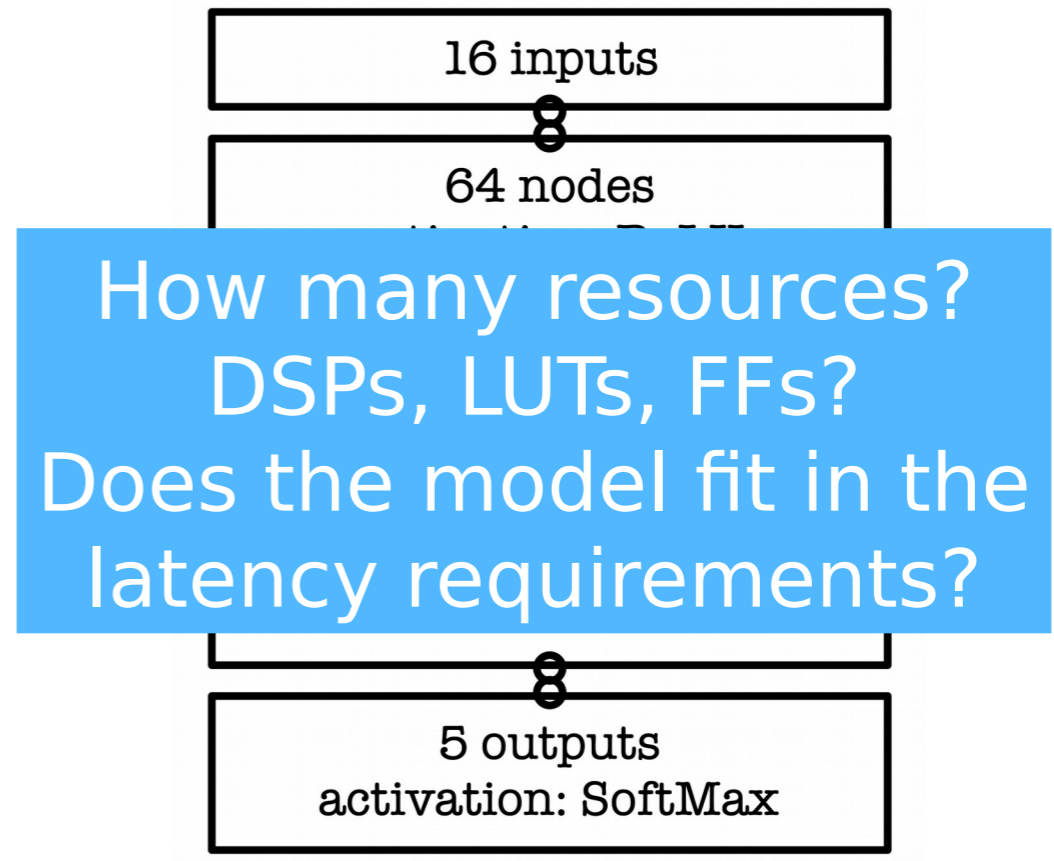 16 inputs
64 nodes
How many resources?
DSPs, LUTs, FFs?
Does the model fit in the
latency requirements?
5 outputs
activation: SoftMax